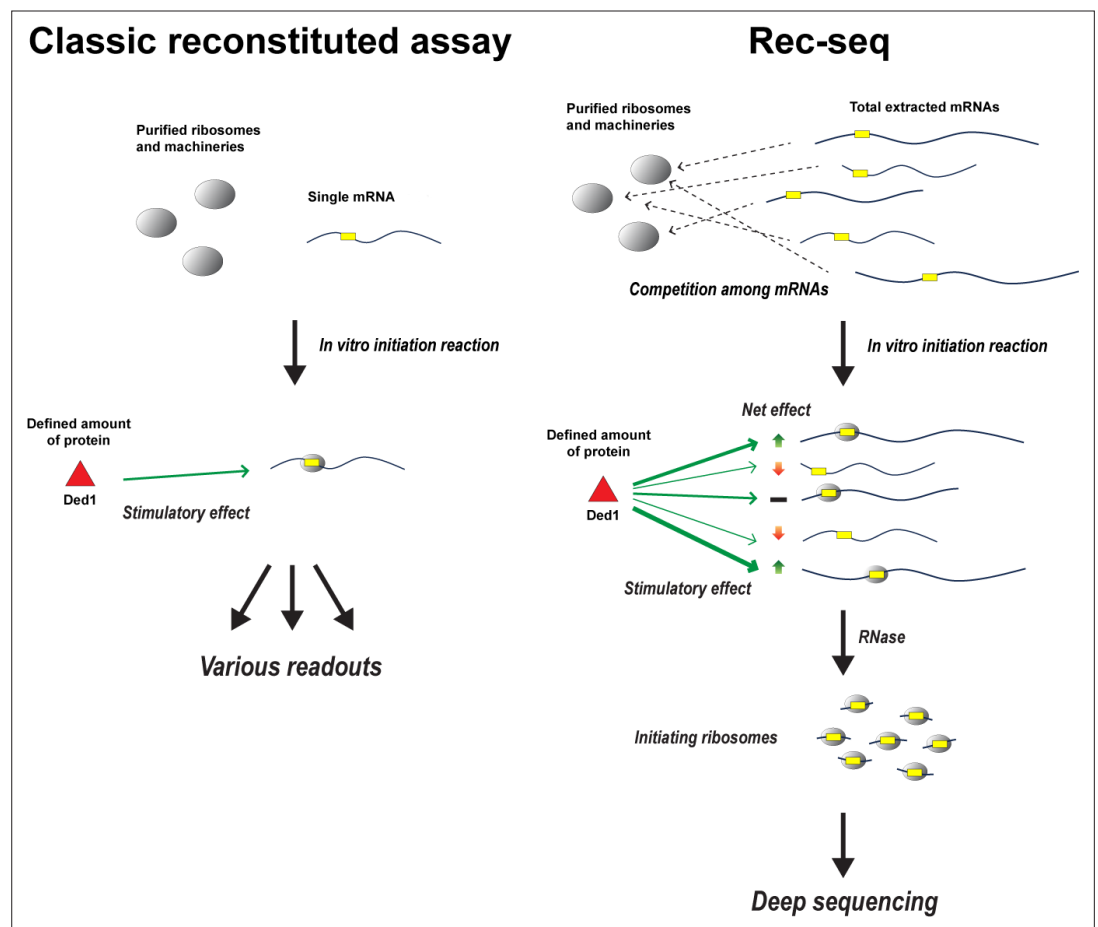 Classic reconstituted assay
Purified ribosomes
and machineries
Single mRNA
In vitro initiation reaction
Defined amount
of protein
Ded1
Stimulatory effect
Various readouts
Rec-seq
Purified ribosomes
and machineries
Total extracted mRNAs
Competition among mRNAs
In vitro initiation reaction
Net effect
Defined amount
of protein
Ded1
Stimulatory effect
RNase
Initiating ribosomes
Deep sequencing